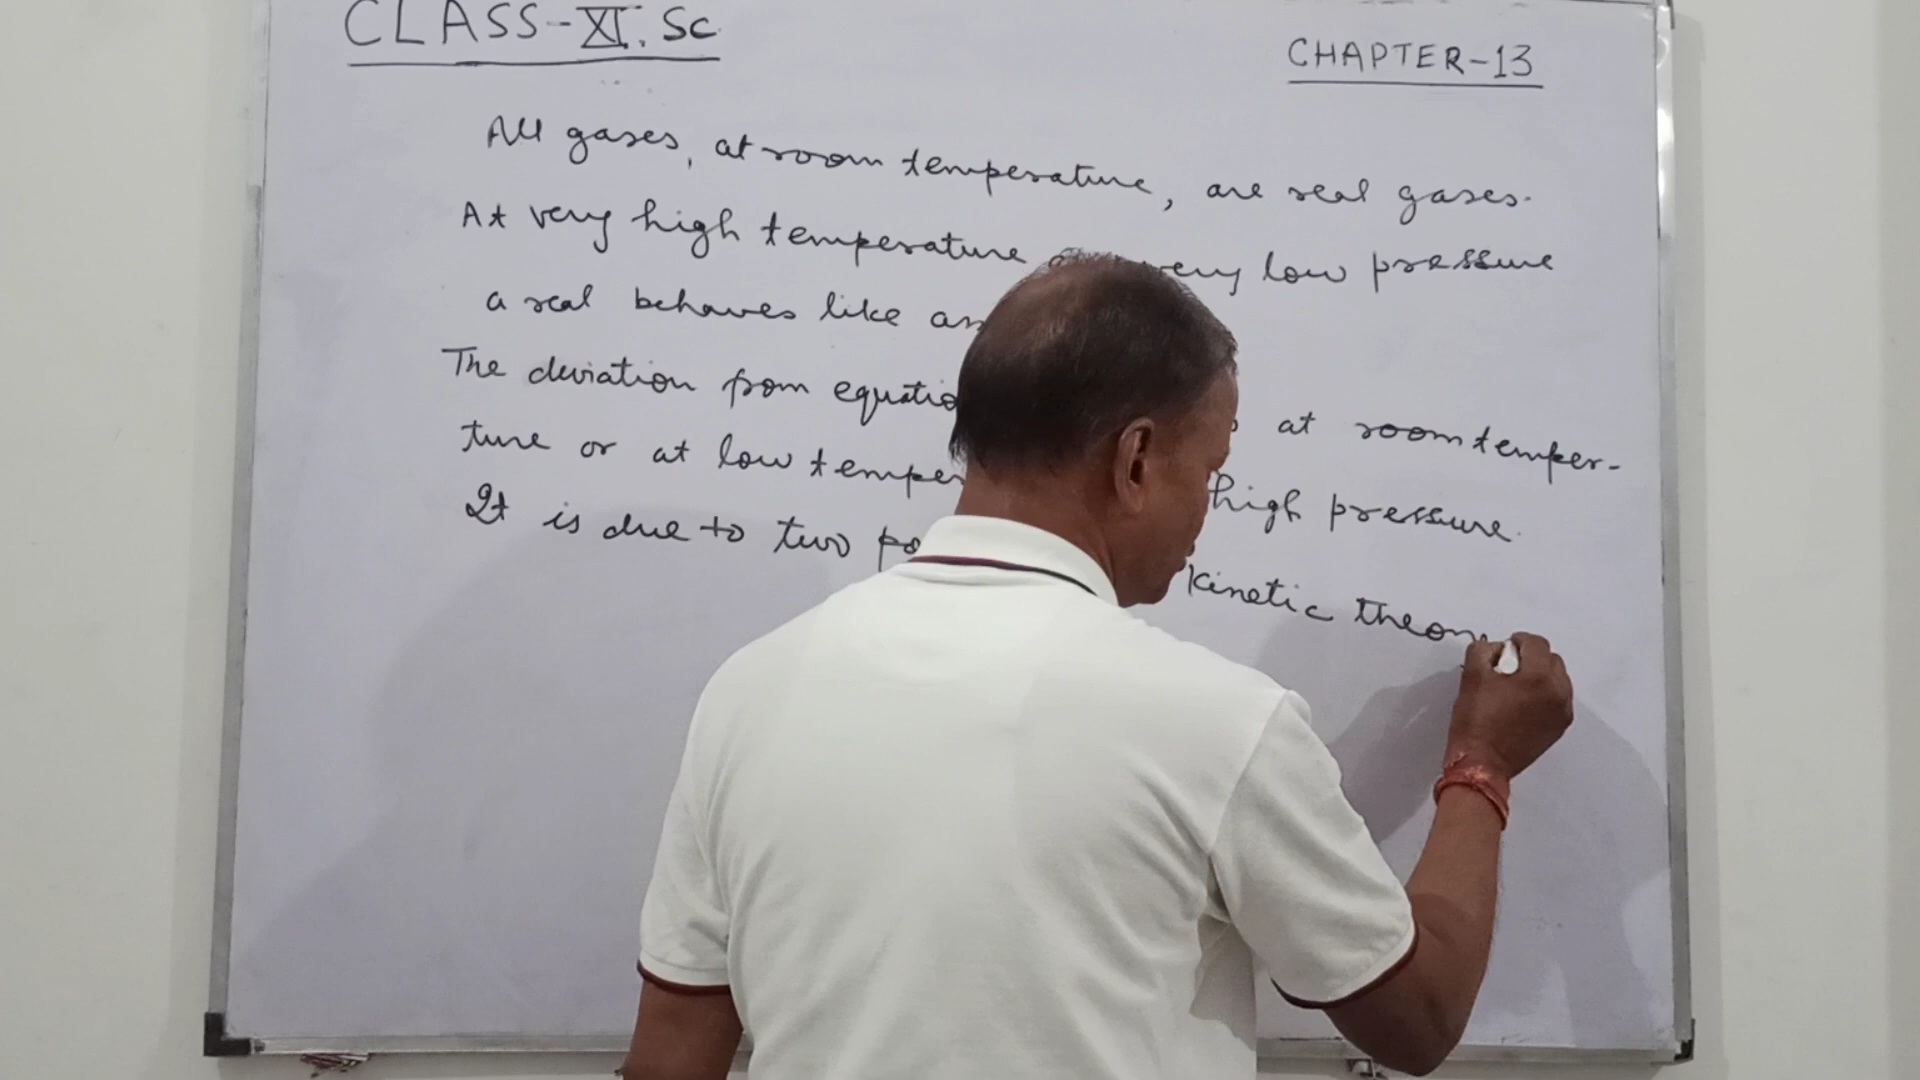 CLASS-XI.Sc
CHAPTER-13
All gases, at room temperature, are real gases.
At very high temperature very low pressure
a real behaves like an
The deviation from at room temper-
ture or at low high pressure.
It is due to two kinetic theory